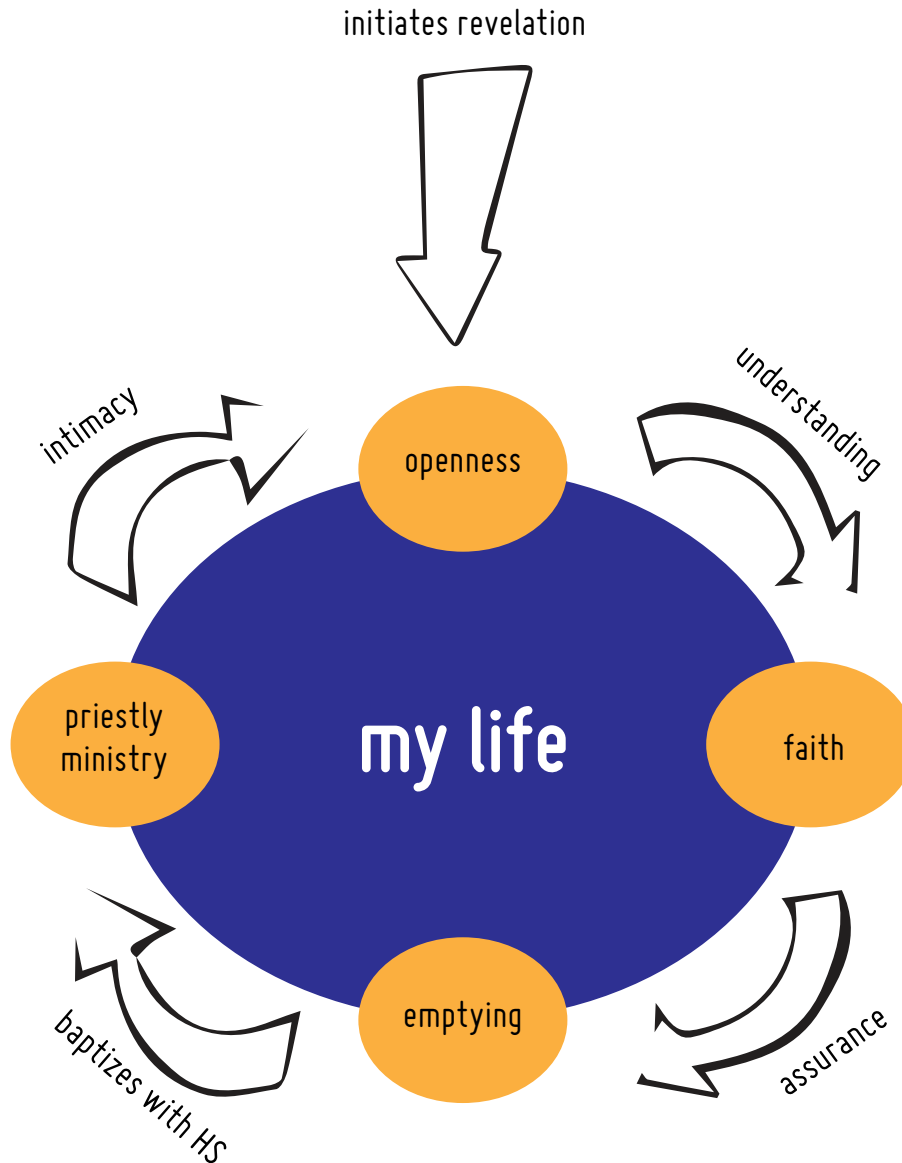 initiates revelation
intimacy
understanding
openness
priestly
ministry
my life
faith
emptying
baptizes with HS
assurance